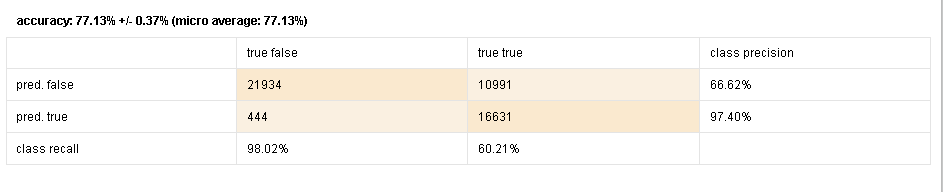 accuracy: 77.13% +/- 0.37% (micro average: 77.13%)
true false true true class precision
pred. false 21934 10991 66.62%
pred. true 444 16631 97.40%
class recall 98.02% 60.21%